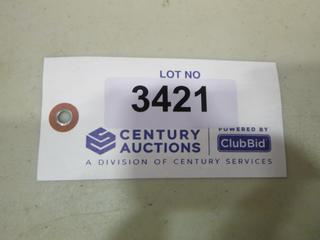 LOT NO
3421
CENTURY
AUCTIONS
POWERED BY
ClubBid
A DIVISION OF CENTURY SERVICES